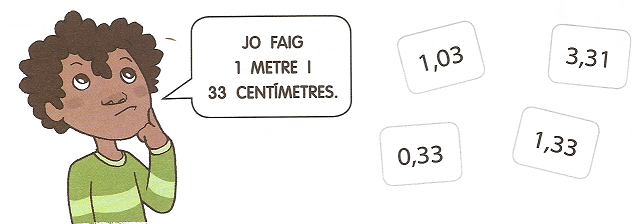 JO FAIG
1 METRE I
33 CENTÍMETRES.
1,03
3,31
0,33
1,33